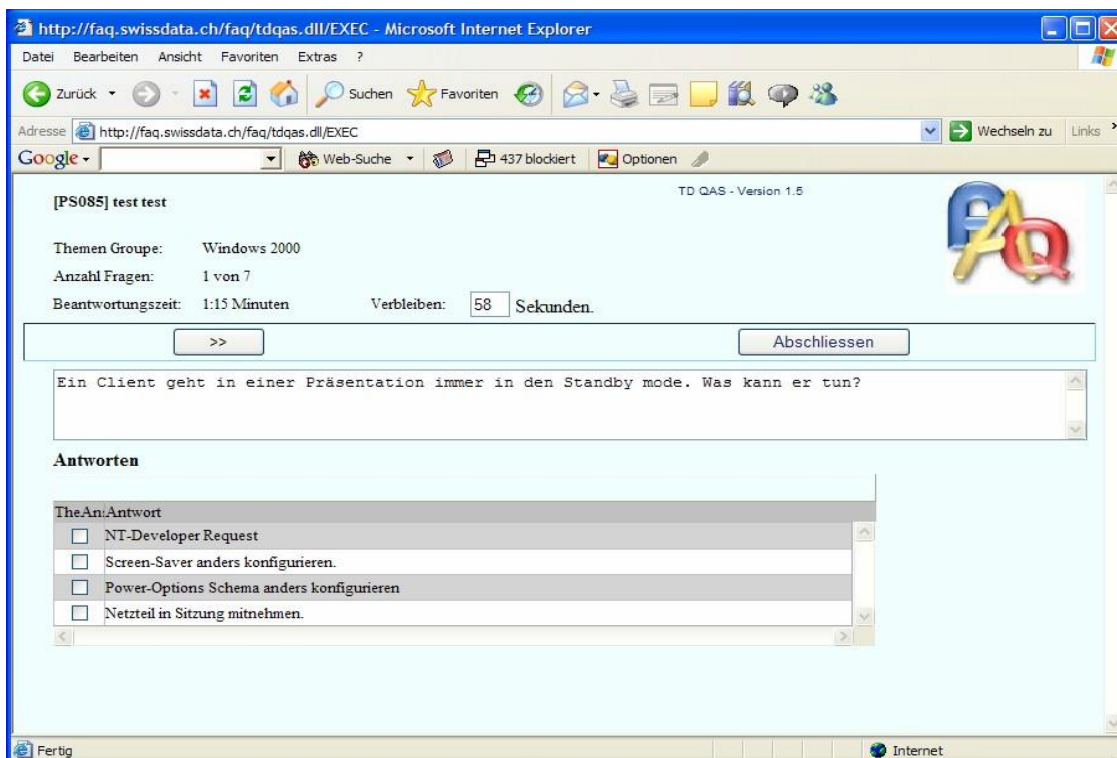 http://faq.swissdata.ch/faq/tdqas.dll/EXEC - Microsoft Internet Explorer
Datei Bearbeiten Ansicht Favoriten Extras ?
Zurück Suchen Favoriten
Adresse http://faq.swissdata.ch/faq/tdqas.dll/EXEC Wechseln zu Links »
Google Web-Suche 437 blockiert Optionen
[PS085] test test TD QAS - Version 1.5
FAQ
Themen Groupe: Windows 2000
Anzahl Fragen: 1 von 7
Beantwortungszeit: 1:15 Minuten Verbleiben: 58 Sekunden.
>> Abschliessen
Ein Client geht in einer Präsentation immer in den Standby mode. Was kann er tun?
Antworten
TheAn: Antwort
NT-Developer Request
Screen-Saver anders konfigurieren.
Power-Options Schema anders konfigurieren
Netzteil in Sitzung mitnehmen.
Fertig Internet